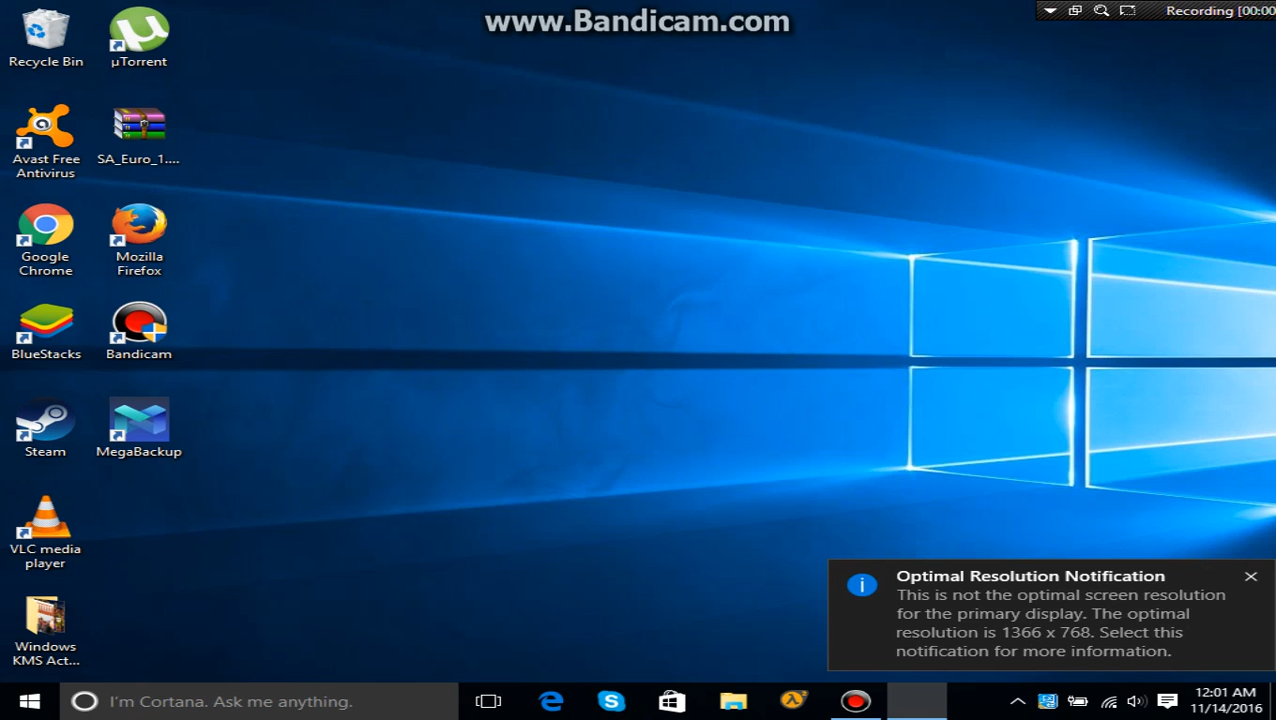 www.Bandicam.com
Recording [00:00
Recycle Bin
µTorrent
Avast Free
Antivirus
SA_Euro_1....
Google
Chrome
Mozilla
Firefox
BlueStacks
Bandicam
Steam
MegaBackup
VLC media
player
Windows
KMS Act...
Optimal Resolution Notification
This is not the optimal screen resolution
for the primary display. The optimal
resolution is 1366 x 768. Select this
notification for more information.
I'm Cortana. Ask me anything.
12:01 AM
11/14/2016